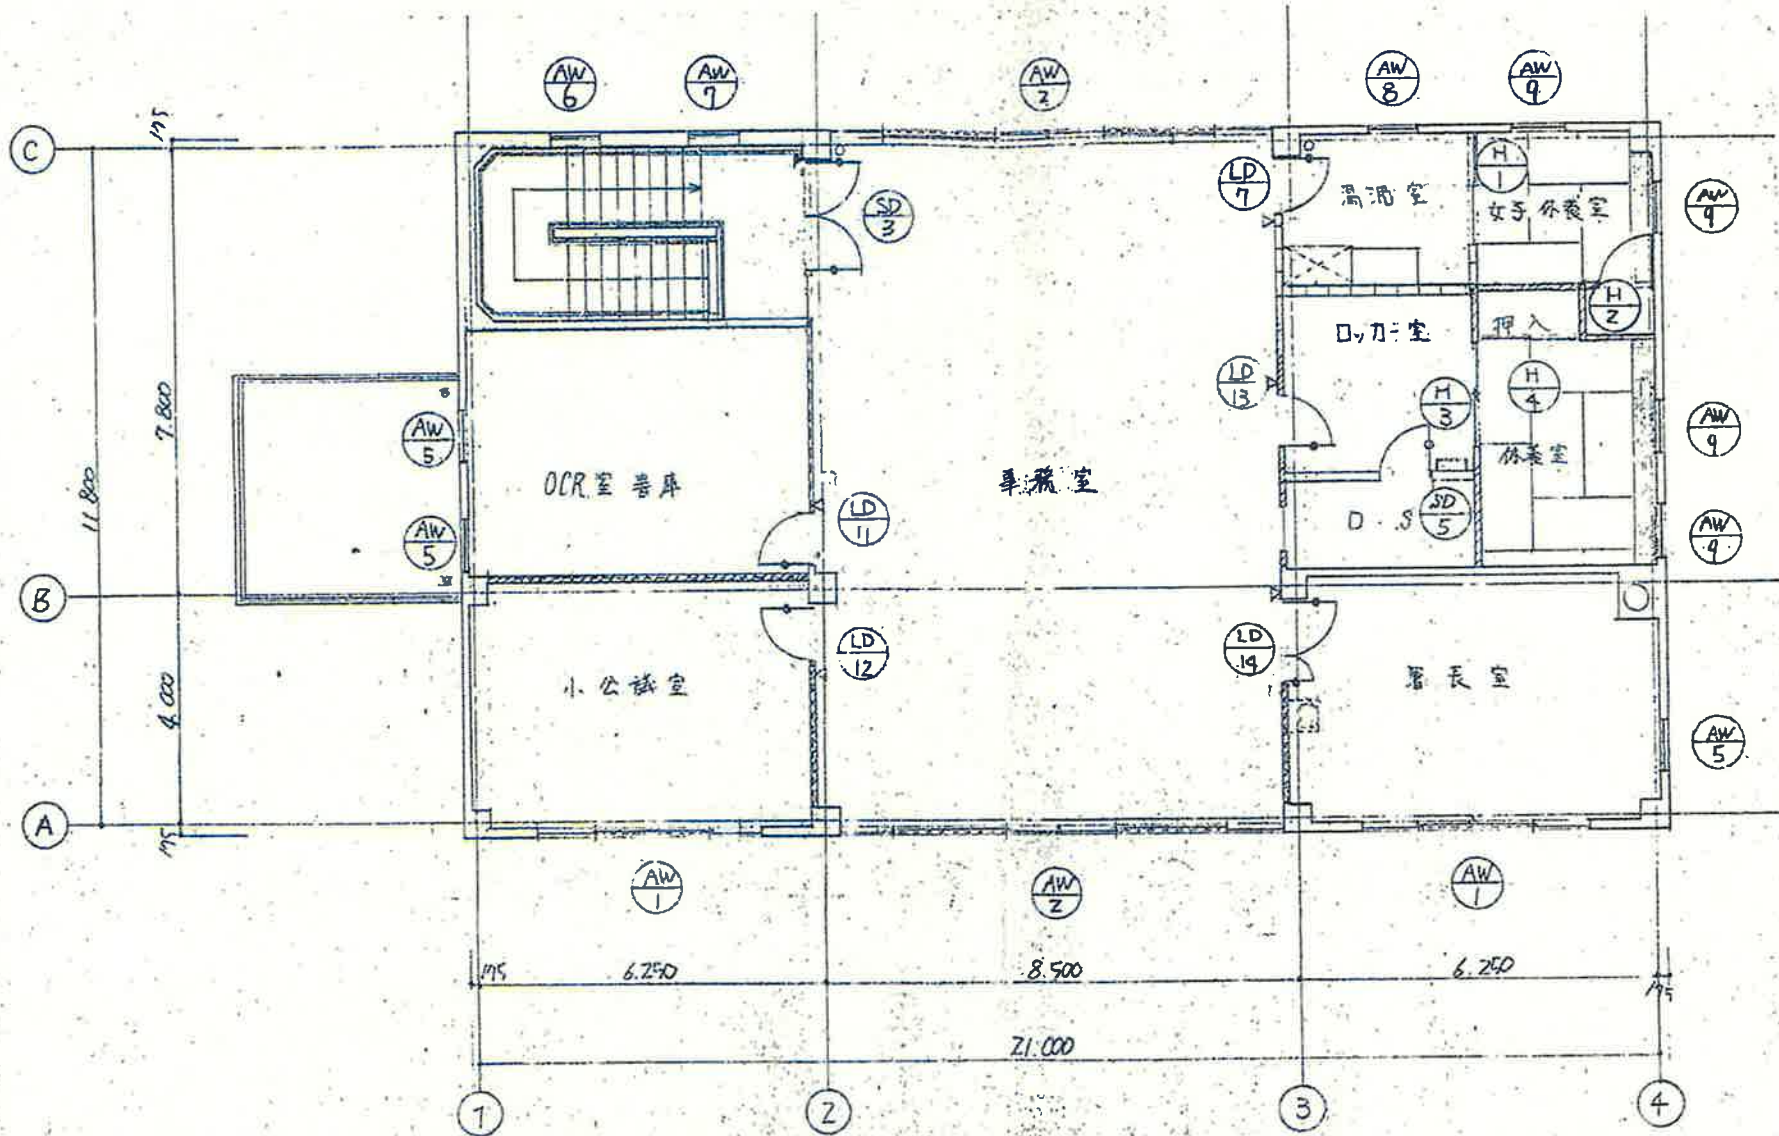 AW 6
AW 7
AW 2
AW 8
AW 9
C
175
SD 3
LD 7
湯沸室
H 1
女子休養室
AW 9
H 2
ロッカー室
押入
7.800
11.800
AW 5
LD 13
H 3
H 4
AW 9
OCR室 書庫
事務室
休養室
AW 5
LD 11
D・S
SD 5
AW 9
B
LD 12
LD 14
小会議室
署長室
4.000
AW 5
A
175
AW 1
AW 2
AW 1
175
6.250
8.500
6.250
175
21.000
1
2
3
4